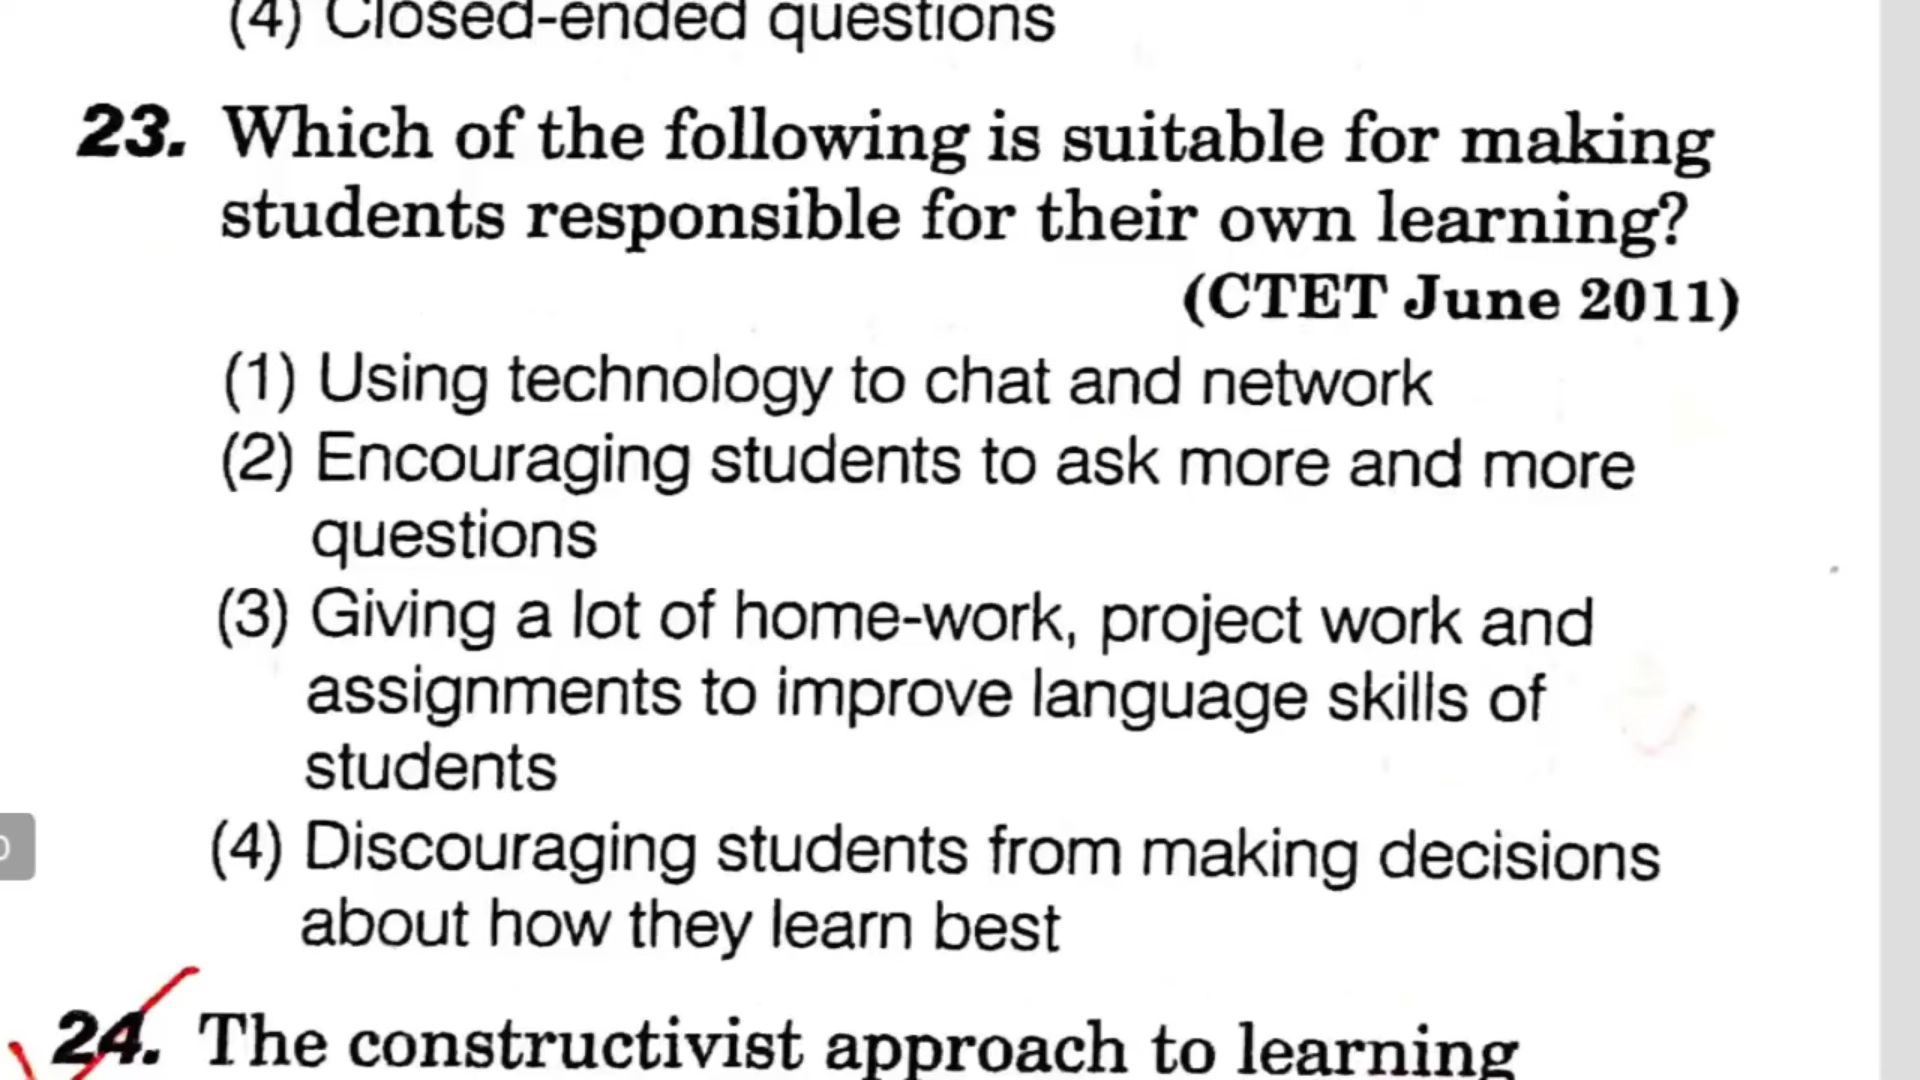 (4) Closed-ended questions
23. Which of the following is suitable for making
students responsible for their own learning?
(CTET June 2011)
(1) Using technology to chat and network
(2) Encouraging students to ask more and more
questions
(3) Giving a lot of home-work, project work and
assignments to improve language skills of
students
(4) Discouraging students from making decisions
about how they learn best
24. The constructivist approach to learning